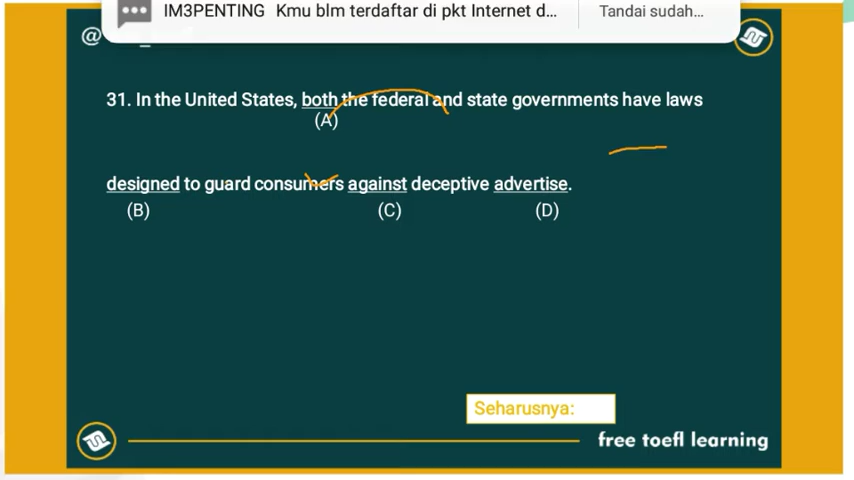 IM3PENTING Kmu blm terdaftar di pkt Internet d... Tandai sudah...
@
31. In the United States, both the federal and state governments have laws
(A)
designed to guard consumers against deceptive advertise.
(B) (C) (D)
Seharusnya:
free toefl learning